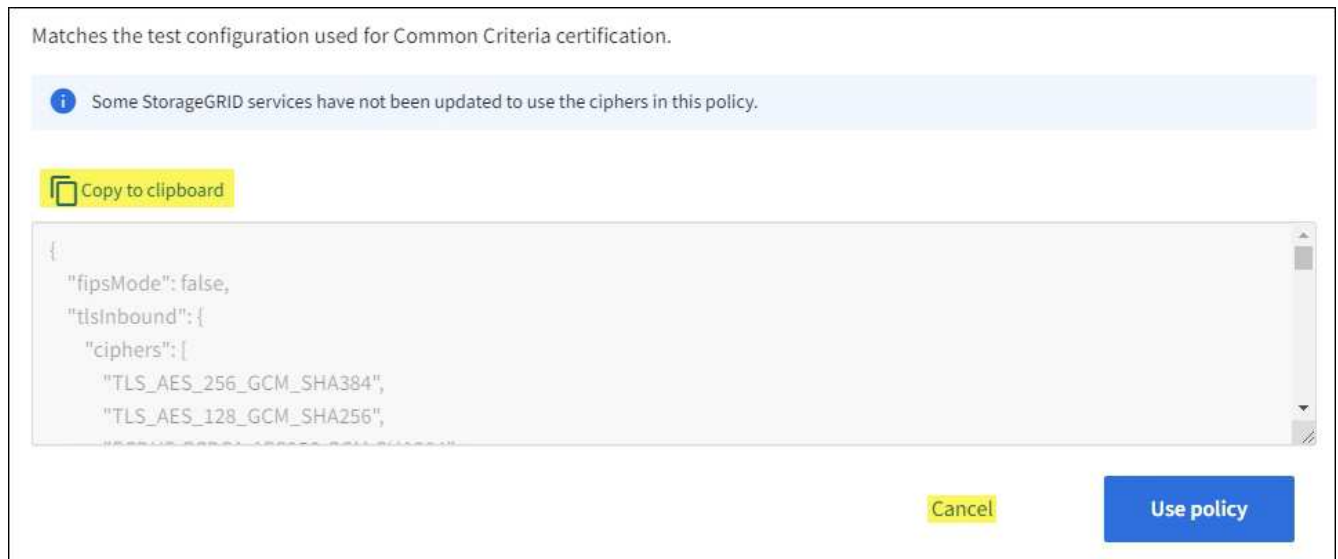 Matches the test configuration used for Common Criteria certification.
Some StorageGRID services have not been updated to use the ciphers in this policy.
Copy to clipboard
{
"fipsMode": false,
"tlsInbound": {
"ciphers": [
"TLS_AES_256_GCM_SHA384",
"TLS_AES_128_GCM_SHA256",
Cancel
Use policy